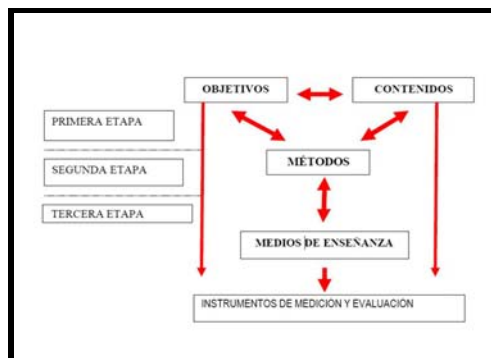 OBJETIVOS
CONTENIDOS
PRIMERA ETAPA
MÉTODOS
SEGUNDA ETAPA
TERCERA ETAPA
MEDIOS DE ENSEÑANZA
INSTRUMENTOS DE MEDICION Y EVALUACION